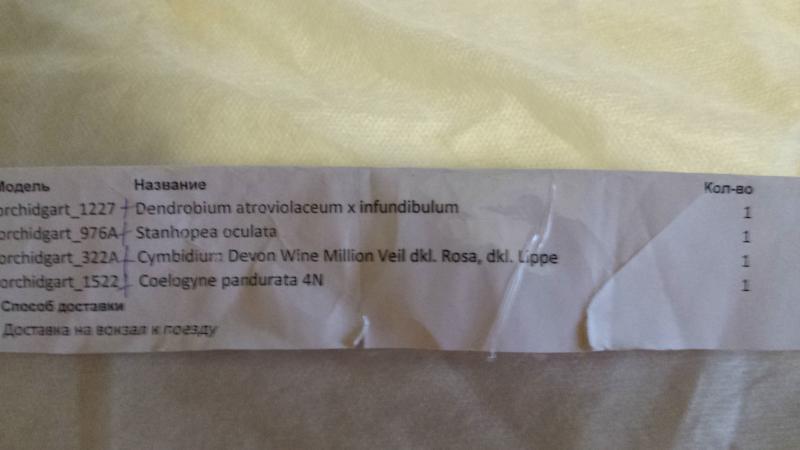 Модель Название Кол-во
orchidgart_1227 Dendrobium atroviolaceum x infundibulum 1
orchidgart_976A Stanhopea oculata 1
orchidgart_322A Cymbidium Devon Wine Million Veil dkl. Rosa, dkl. Lippe 1
orchidgart_1522 Coelogyne pandurata 4N 1
Способ доставки
Доставка на вокзал к поезду